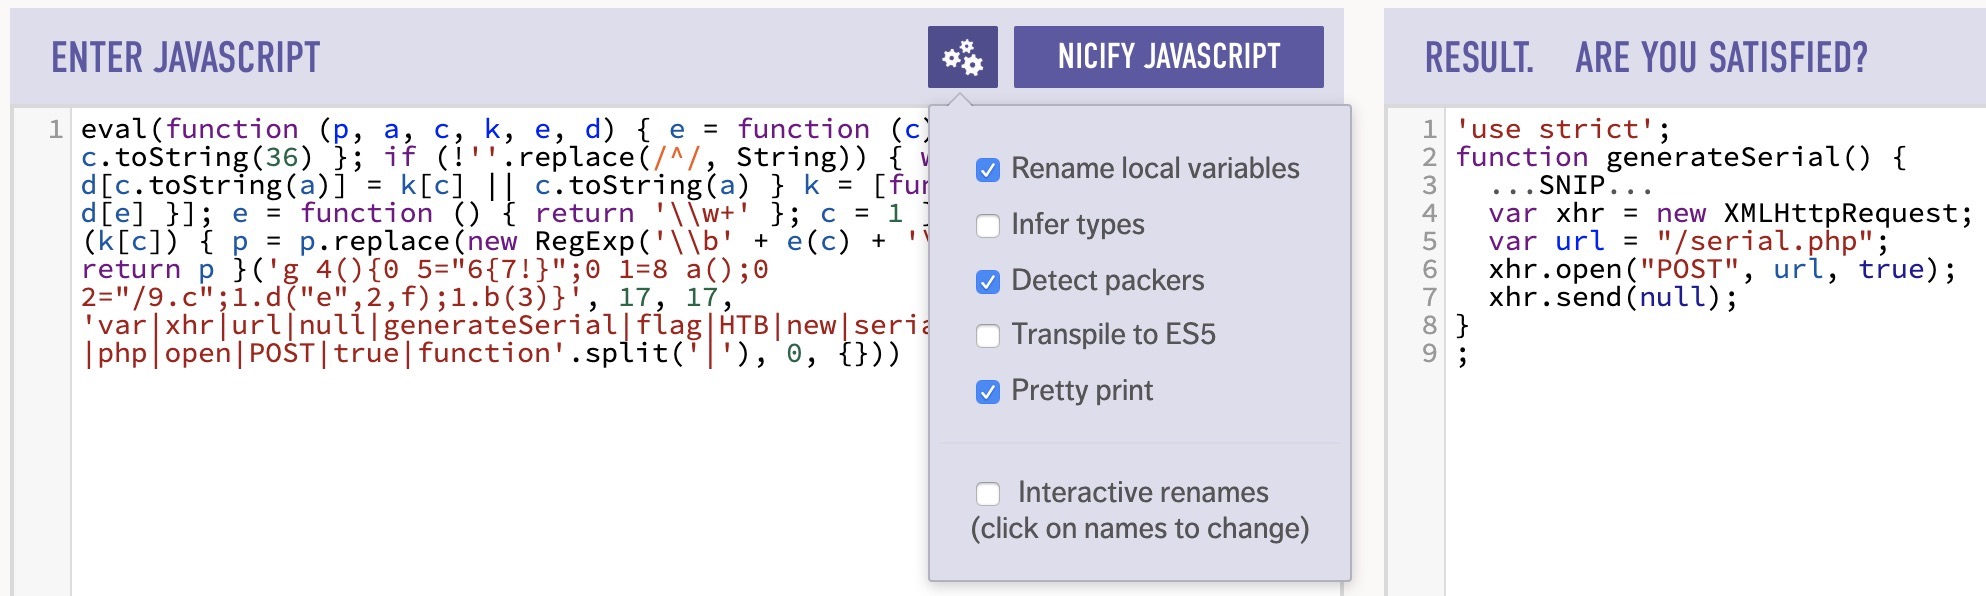 ENTER JAVASCRIPT
NICIFY JAVASCRIPT
1 eval(function (p, a, c, k, e, d) { e = function (c)
c.toString(36) }; if (!''.replace(/^/, String)) {
d[c.toString(a)] = k[c] || c.toString(a) } k = [fun
d[e] }]; e = function () { return '\\w+' }; c = 1
(k[c]) { p = p.replace(new RegExp('\\b' + e(c) + '\
return p }('g 4(){0 5="6{7!}";0 1=8 a();0
2="/9.c";1.d("e",2,f);1.b(3)}', 17, 17,
'var|xhr|url|null|generateSerial|flag|HTB|new|seria
|php|open|POST|true|function'.split('|'), 0, {}))
Rename local variables
Infer types
Detect packers
Transpile to ES5
Pretty print
Interactive renames
(click on names to change)
RESULT. ARE YOU SATISFIED?
1 'use strict';
2 function generateSerial() {
3 ...SNIP...
4 var xhr = new XMLHttpRequest;
5 var url = "/serial.php";
6 xhr.open("POST", url, true);
7 xhr.send(null);
8 }
9 ;